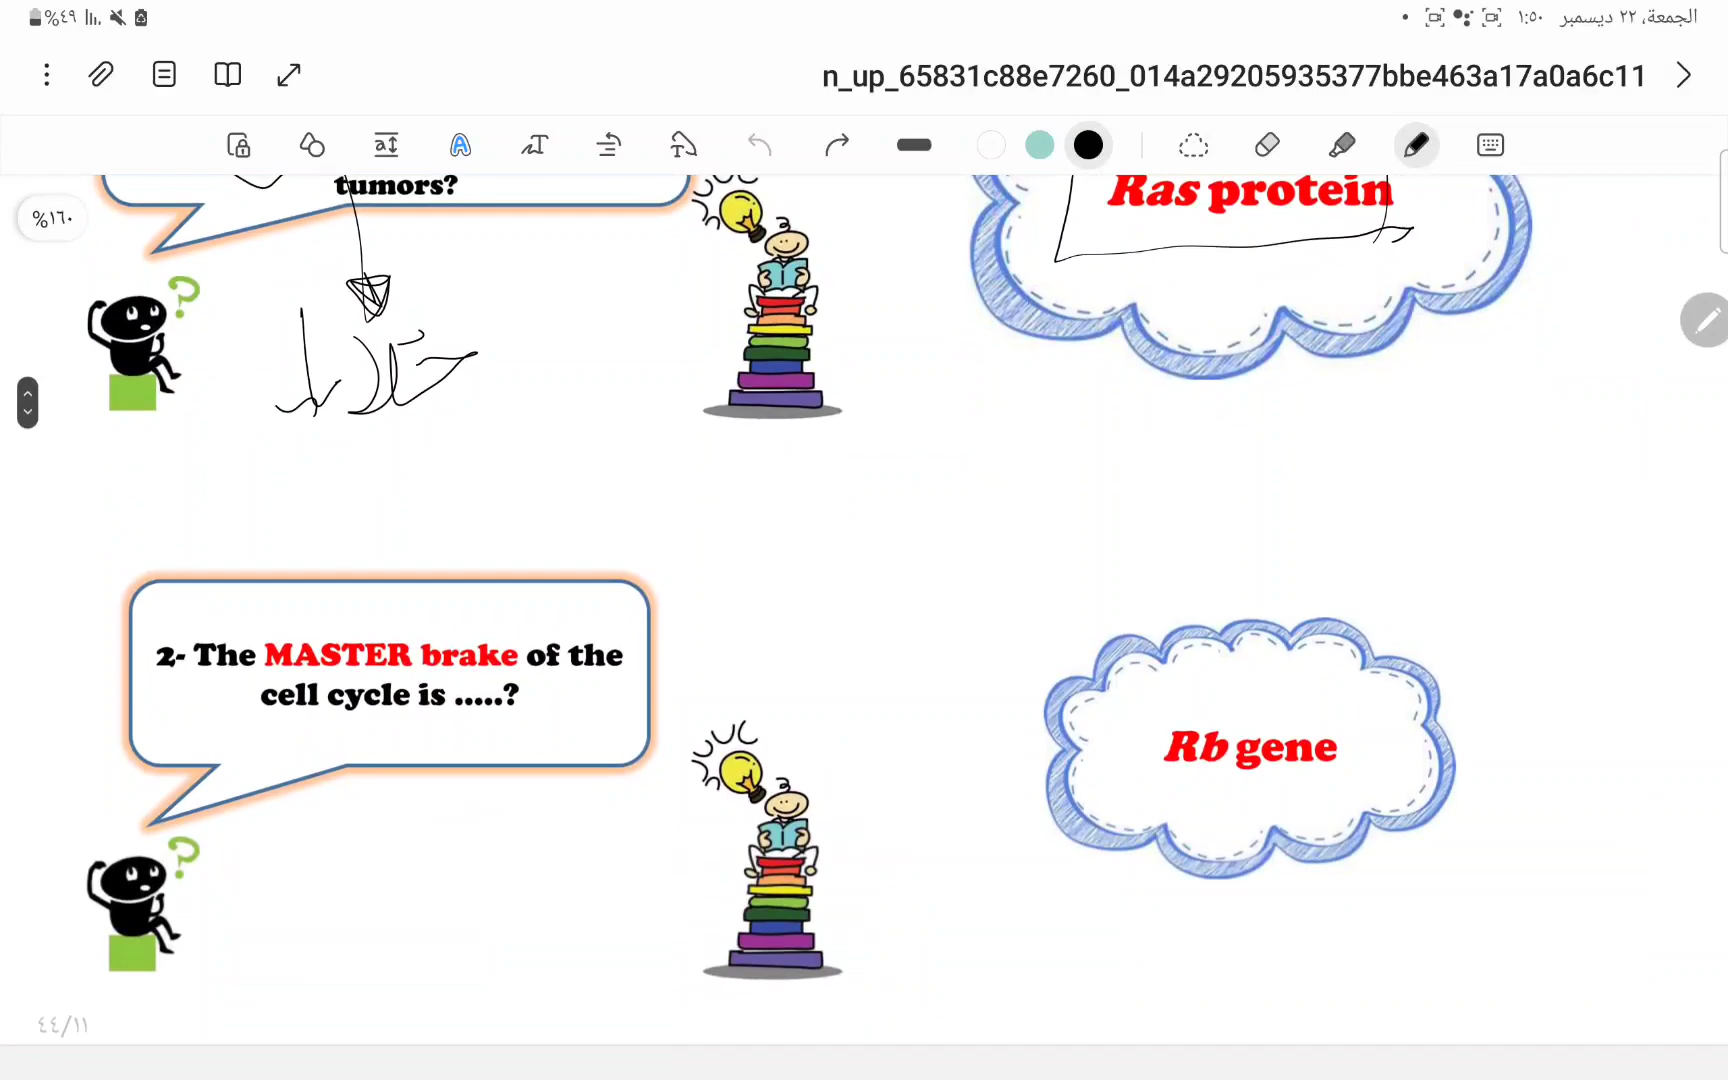 %٤٩
الجمعة، ٢٢ ديسمبر ١:٥٠
n_up_65831c88e7260_014a29205935377bbe463a17a0a6c11
%١٦٠
tumors?
Ras protein
2- The MASTER brake of the
cell cycle is .....?
Rb gene
٤٤/١١